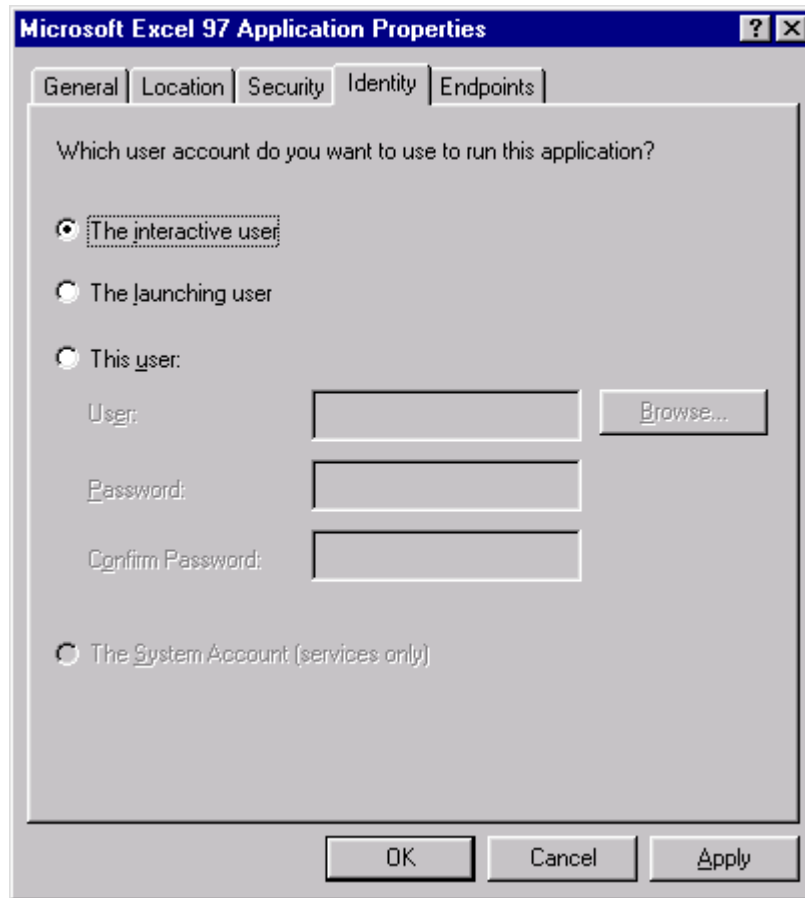 Microsoft Excel 97 Application Properties
General Location Security Identity Endpoints
Which user account do you want to use to run this application?
The interactive user
The launching user
This user:
User: Browse...
Password:
Confirm Password:
The System Account (services only)
OK Cancel Apply